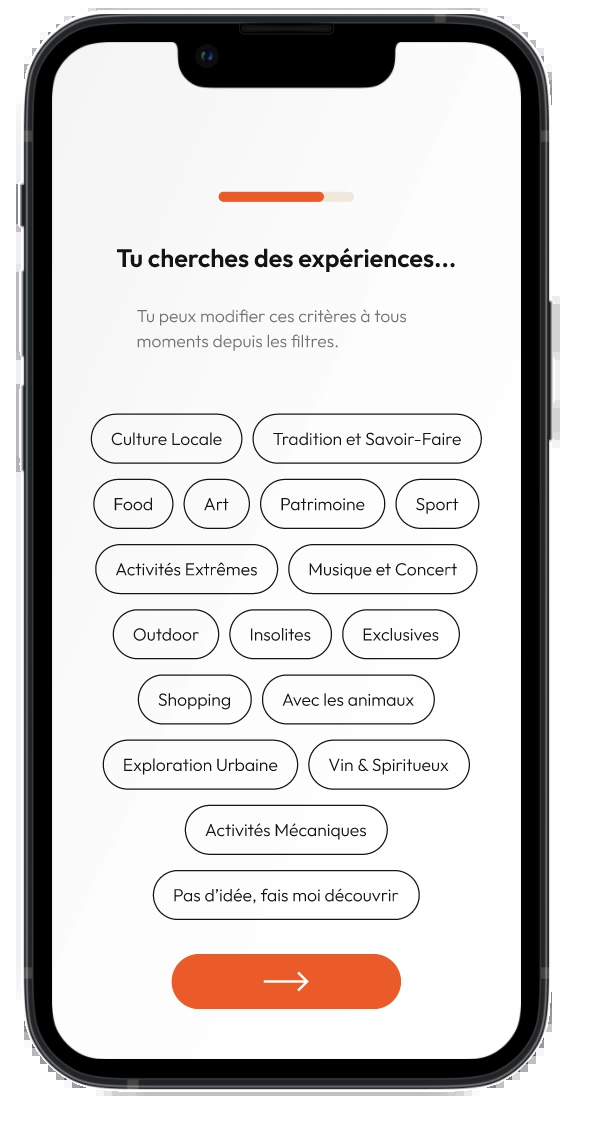 Tu cherches des expériences...
Tu peux modifier ces critères à tous
moments depuis les filtres.
Culture Locale
Tradition et Savoir-Faire
Food
Art
Patrimoine
Sport
Activités Extrêmes
Musique et Concert
Outdoor
Insolites
Exclusives
Shopping
Avec les animaux
Exploration Urbaine
Vin & Spiritueux
Activités Mécaniques
Pas d'idée, fais moi découvrir